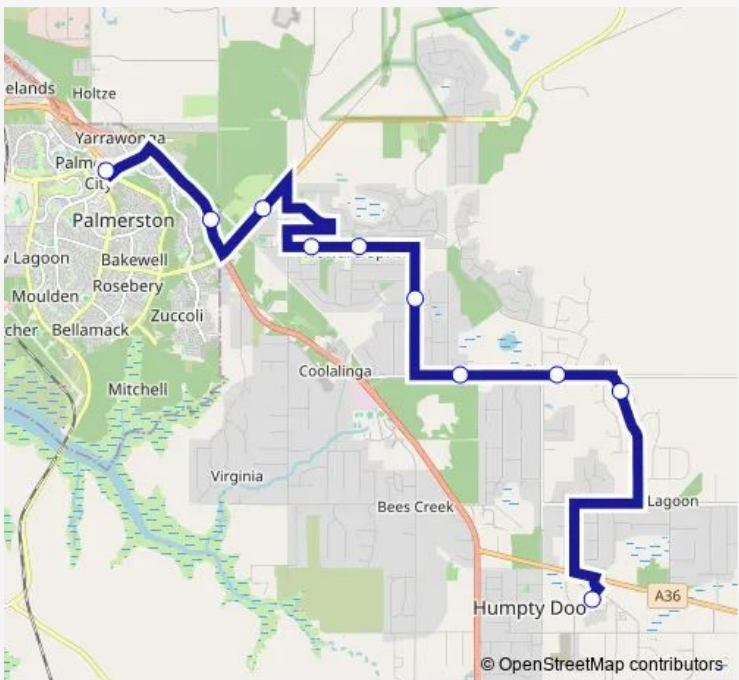 elands
Holtze
Yarrawonga
Palm
City
Palmerston
w Lagoon
Bakewell
Rosebery
Moulden
Zuccoli
rcher
Bellamack
Coolalinga
Mitchell
Virginia
Bees Creek
Lagoon
A36
Humpty Doo
© OpenStreetMap contributors